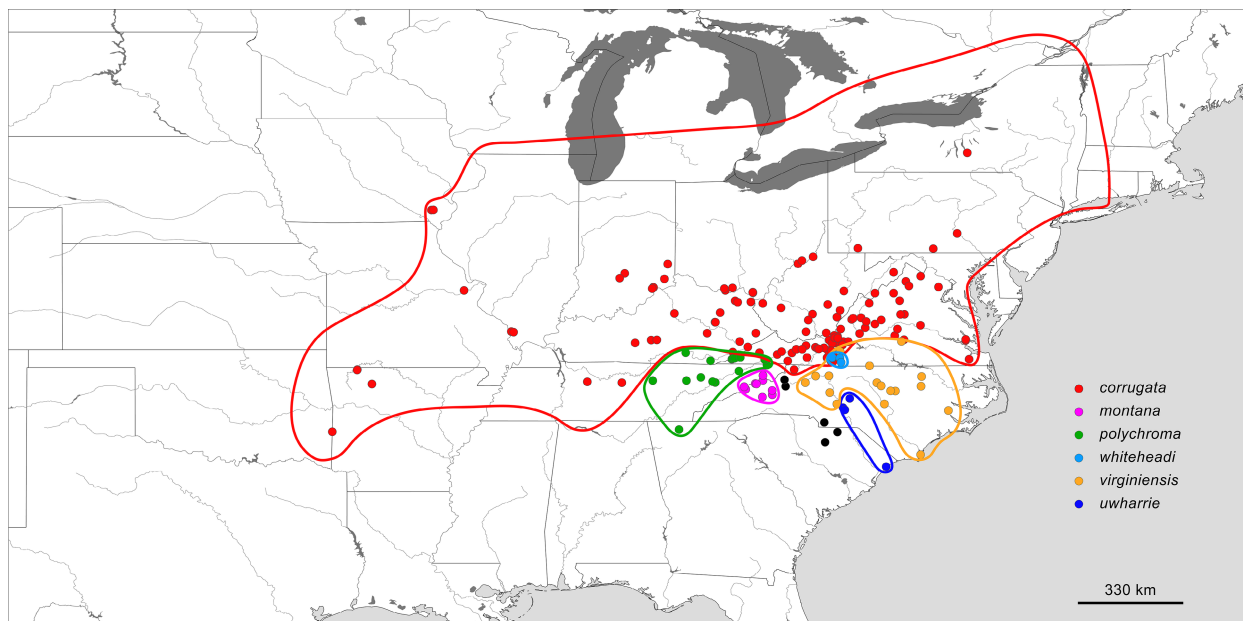 corrugata
montana
polychroma
whiteheadi
virginiensis
uwharrie
330 km